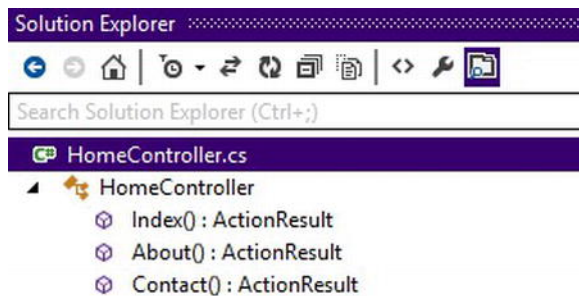 Solution Explorer
Search Solution Explorer (Ctrl+;)
C# HomeController.cs
HomeController
Index() : ActionResult
About() : ActionResult
Contact() : ActionResult